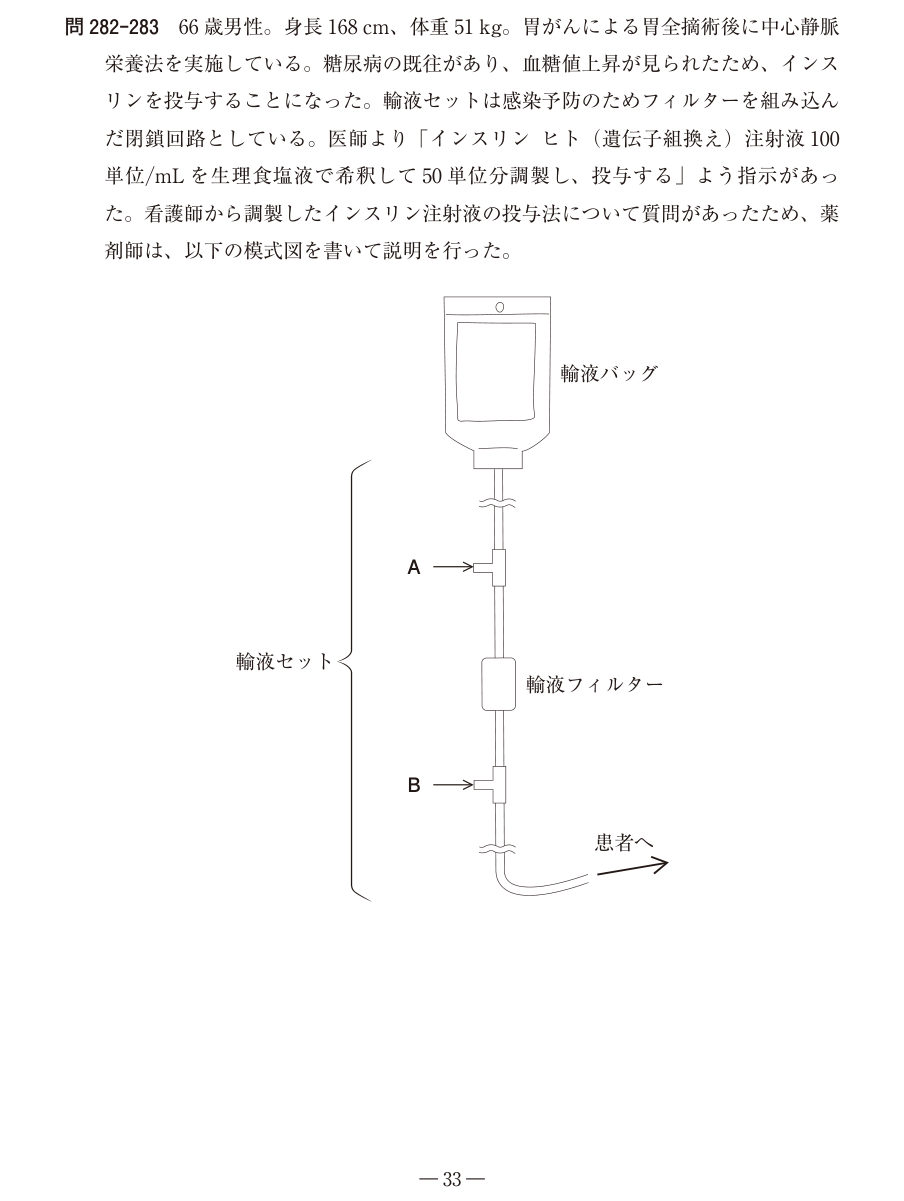 問 282-283　66 歳男性。身長 168 cm、体重 51 kg。胃がんによる胃全摘術後に中心静脈
栄養法を実施している。糖尿病の既往があり、血糖値上昇が見られたため、インス
リンを投与することになった。輸液セットは感染予防のためフィルターを組み込ん
だ閉鎖回路としている。医師より「インスリン ヒト（遺伝子組換え）注射液 100
単位/mL を生理食塩液で希釈して 50 単位分調製し、投与する」よう指示があっ
た。看護師から調製したインスリン注射液の投与法について質問があったため、薬
剤師は、以下の模式図を書いて説明を行った。
輸液バッグ
A
輸液セット
輸液フィルター
B
患者へ
― 33 ―